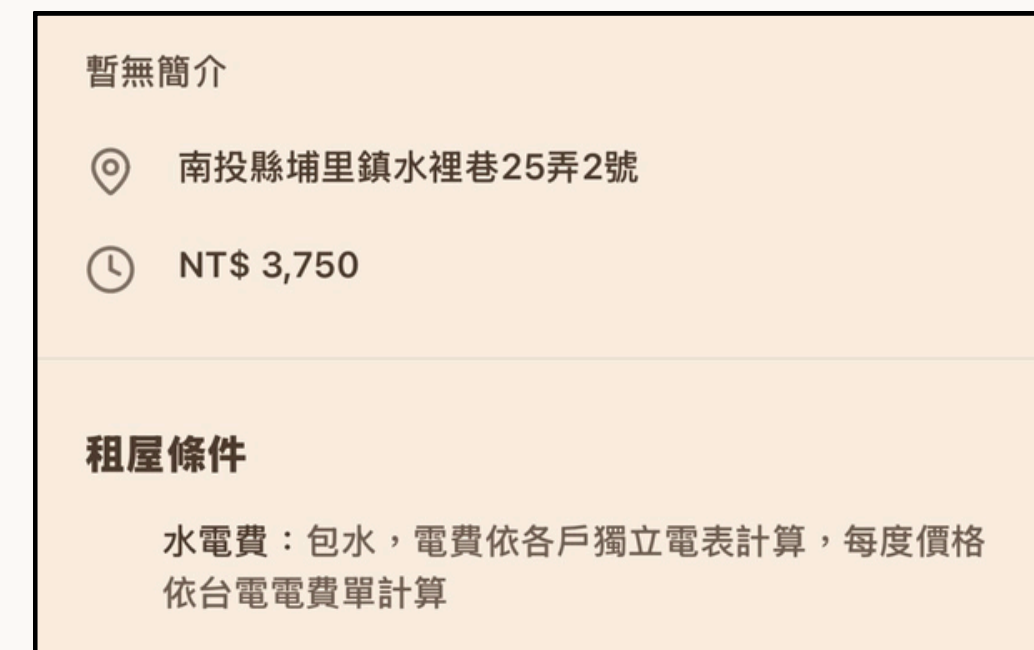 暫無簡介
南投縣埔里鎮水裡巷25弄2號
NT$ 3,750
租屋條件
水電費：包水，電費依各戶獨立電表計算，每度價格
依台電電費單計算